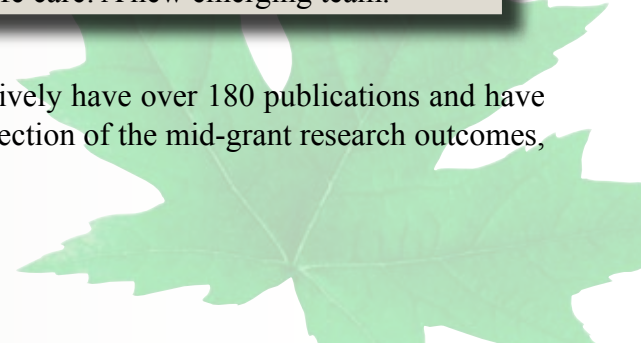 care. A new emerging team.
ively have over 180 publications and have
ection of the mid-grant research outcomes,